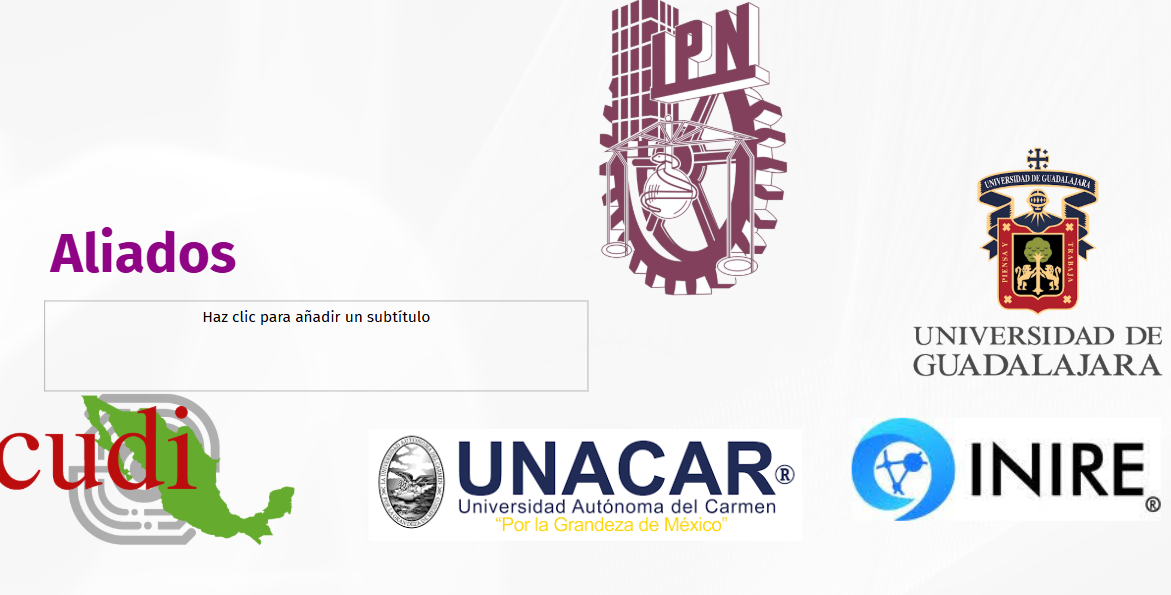 IPN
UNIVERSIDAD DE GUADALAJARA
PIENSA Y
TRABAJA
UNIVERSIDAD DE
GUADALAJARA
Aliados
Haz clic para añadir un subtítulo
cudi
UNACAR®
Universidad Autónoma del Carmen
“Por la Grandeza de México”
INIRE®